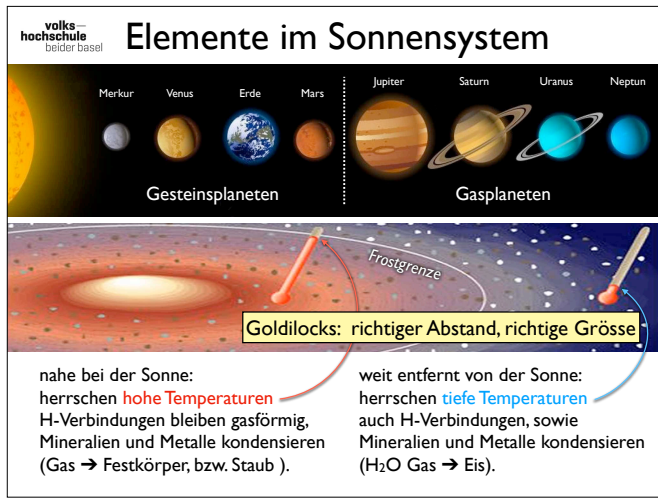 volks–
hochschule
beider basel
Elemente im Sonnensystem
Merkur Venus Erde Mars Jupiter Saturn Uranus Neptun
Gesteinsplaneten Gasplaneten
Frostgrenze
Goldilocks: richtiger Abstand, richtige Grösse
nahe bei der Sonne:
herrschen hohe Temperaturen
H-Verbindungen bleiben gasförmig,
Mineralien und Metalle kondensieren
(Gas ➔ Festkörper, bzw. Staub ).
weit entfernt von der Sonne:
herrschen tiefe Temperaturen
auch H-Verbindungen, sowie
Mineralien und Metalle kondensieren
(H₂O Gas ➔ Eis).